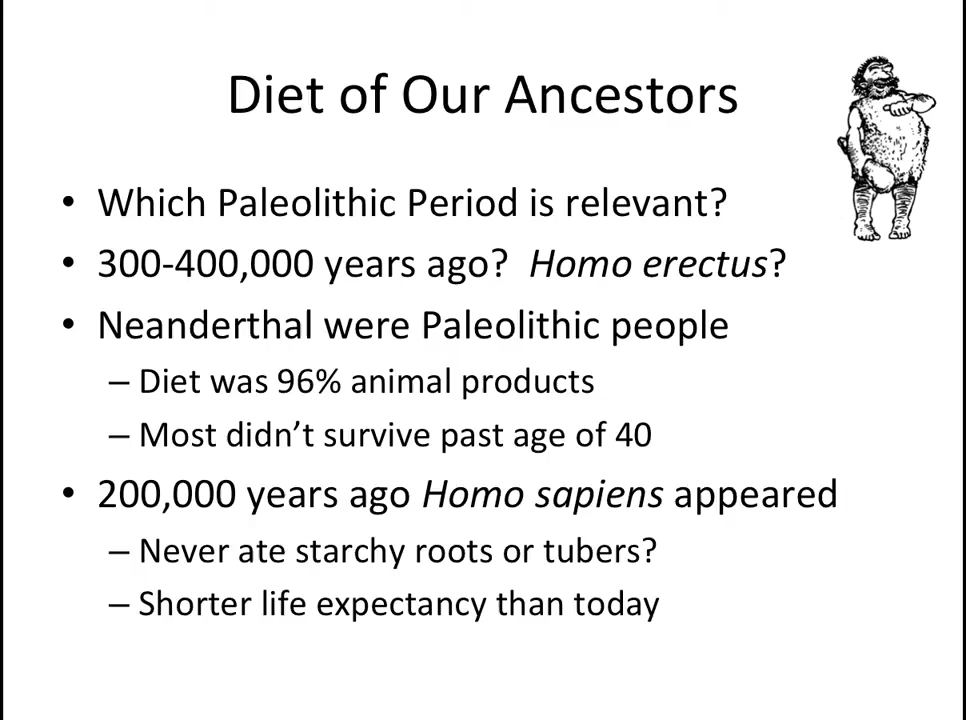 Diet of Our Ancestors
• Which Paleolithic Period is relevant?
• 300-400,000 years ago? Homo erectus?
• Neanderthal were Paleolithic people
– Diet was 96% animal products
– Most didn’t survive past age of 40
• 200,000 years ago Homo sapiens appeared
– Never ate starchy roots or tubers?
– Shorter life expectancy than today